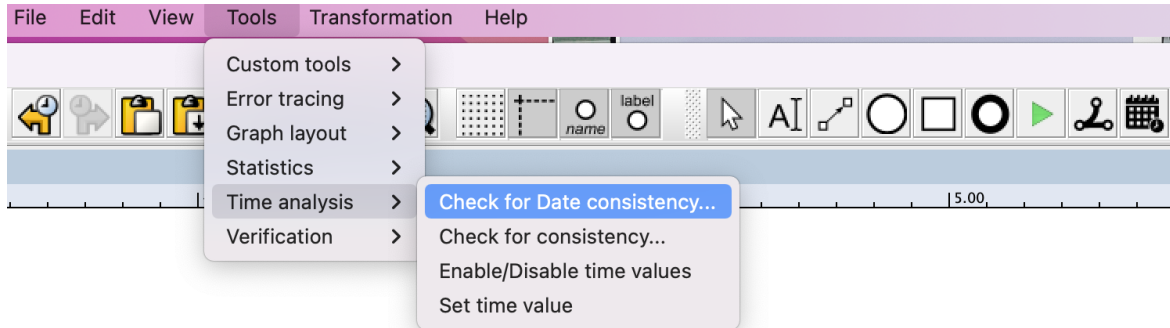 File Edit View Tools Transformation Help
Custom tools
Error tracing
Graph layout
Statistics
Time analysis
Verification
name
label
AI
5.00
Check for Date consistency...
Check for consistency...
Enable/Disable time values
Set time value